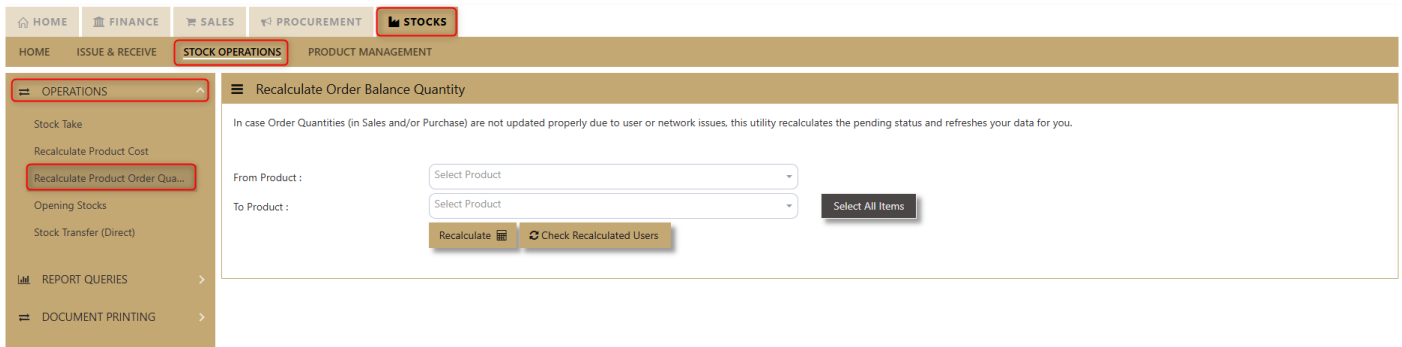 HOME FINANCE SALES PROCUREMENT STOCKS
HOME ISSUE & RECEIVE STOCK OPERATIONS PRODUCT MANAGEMENT
OPERATIONS
Stock Take
Recalculate Product Cost
Recalculate Product Order Qua...
Opening Stocks
Stock Transfer (Direct)
REPORT QUERIES
DOCUMENT PRINTING
Recalculate Order Balance Quantity
In case Order Quantities (in Sales and/or Purchase) are not updated properly due to user or network issues, this utility recalculates the pending status and refreshes your data for you.
From Product : Select Product
To Product : Select Product Select All Items
Recalculate Check Recalculated Users